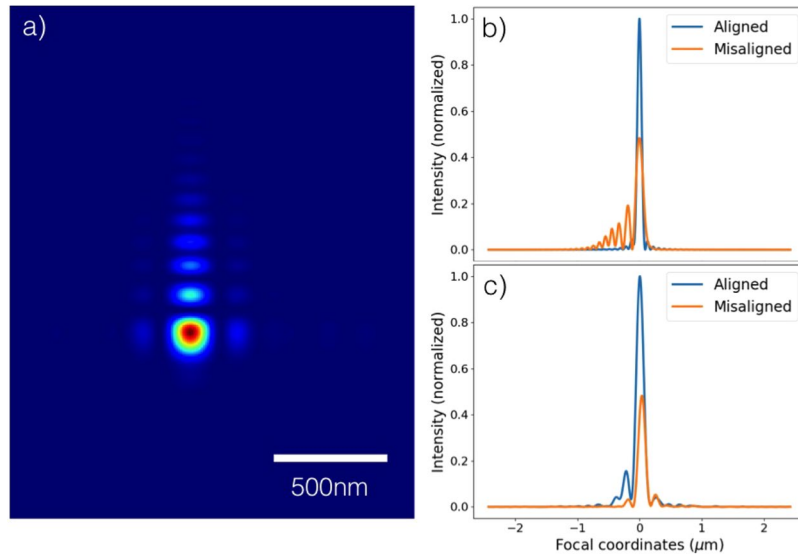 a)
500nm
b)
Intensity (normalized)
1.0
0.8
0.6
0.4
0.2
0.0
Aligned
Misaligned
c)
Intensity (normalized)
1.0
0.8
0.6
0.4
0.2
0.0
Aligned
Misaligned
−2 −1 0 1 2
Focal coordinates (μm)